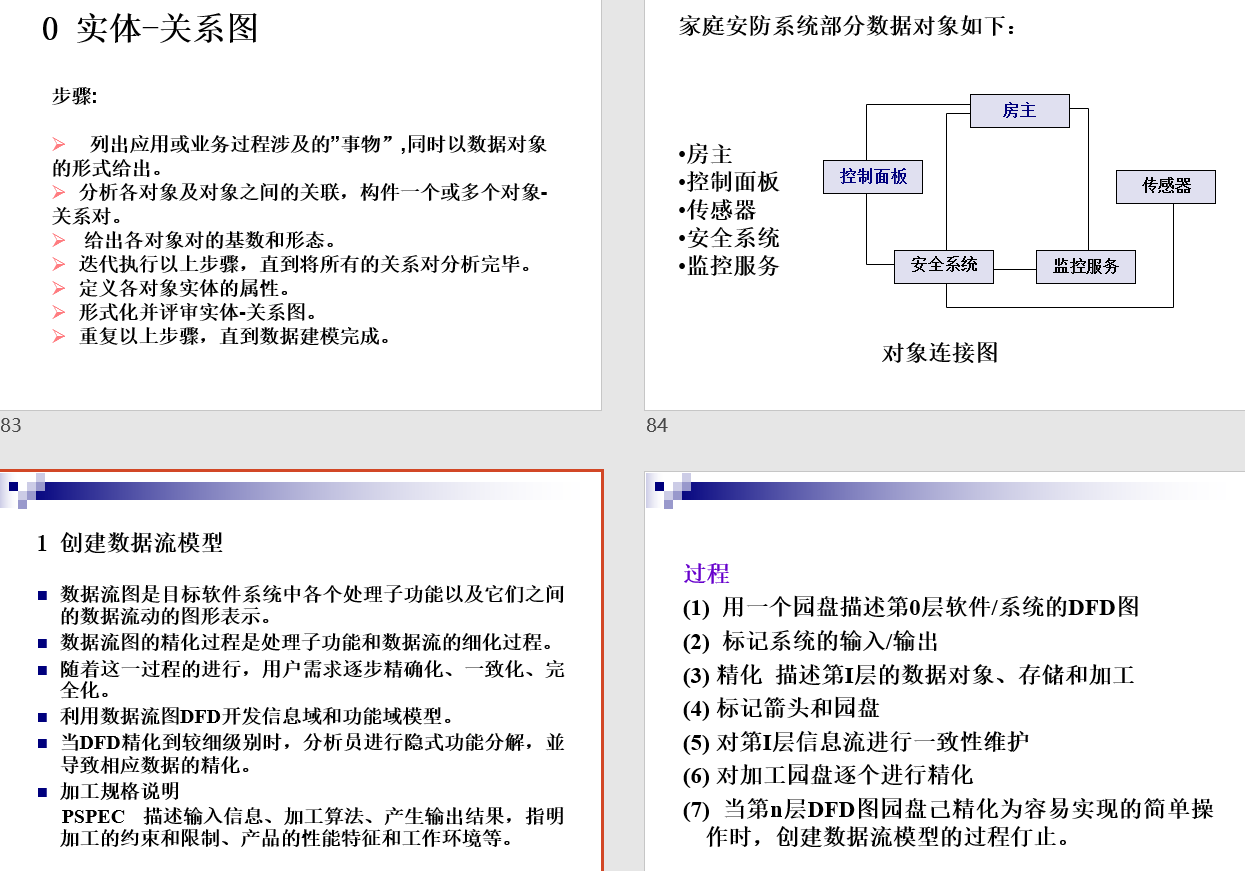 0 实体-关系图
步骤:
列出应用或业务过程涉及的”事物”,同时以数据对象
的形式给出。
分析各对象及对象之间的关联，构件一个或多个对象-
关系对。
给出各对象对的基数和形态。
迭代执行以上步骤，直到将所有的关系对分析完毕。
定义各对象实体的属性。
形式化并评审实体-关系图。
重复以上步骤，直到数据建模完成。
83
家庭安防系统部分数据对象如下：
•房主
•控制面板
•传感器
•安全系统
•监控服务
房主
控制面板
传感器
安全系统
监控服务
对象连接图
84
1 创建数据流模型
数据流图是目标软件系统中各个处理子功能以及它们之间
的数据流动的图形表示。
数据流图的精化过程是处理子功能和数据流的细化过程。
随着这一过程的进行，用户需求逐步精确化、一致化、完
全化。
利用数据流图DFD开发信息域和功能域模型。
当DFD精化到较细级别时，分析员进行隐式功能分解，並
导致相应数据的精化。
加工规格说明
PSPEC 描述输入信息、加工算法、产生输出结果，指明
加工的约束和限制、产品的性能特征和工作环境等。
过程
(1) 用一个园盘描述第0层软件/系统的DFD图
(2) 标记系统的输入/输出
(3) 精化 描述第I层的数据对象、存储和加工
(4) 标记箭头和园盘
(5) 对第I层信息流进行一致性维护
(6) 对加工园盘逐个进行精化
(7) 当第n层DFD图园盘己精化为容易实现的简单操
作时，创建数据流模型的过程仃止。